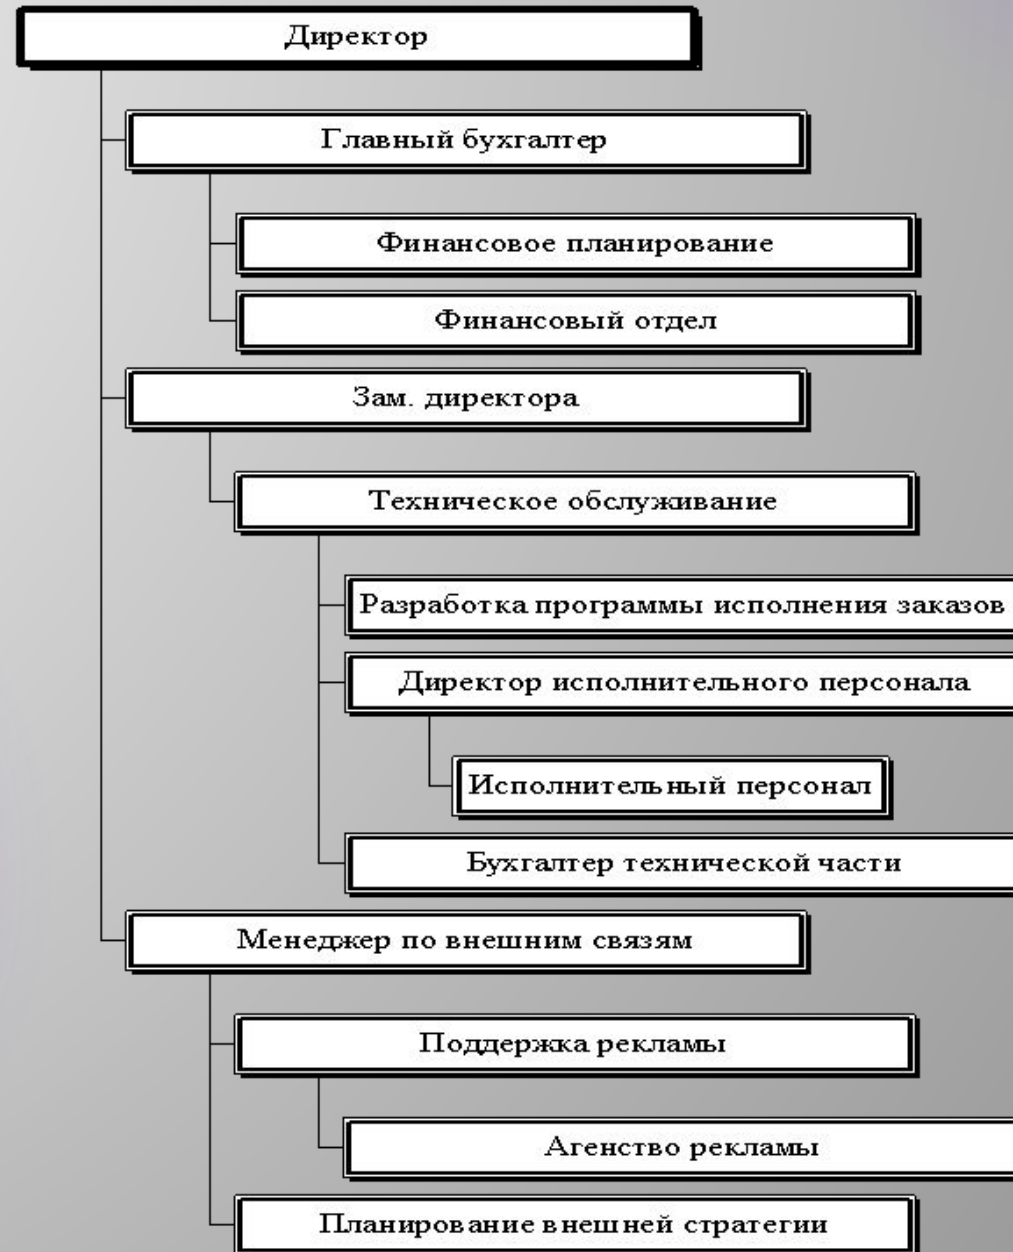 Директор
Главный бухгалтер
Финансовое планирование
Финансовый отдел
Зам. директора
Техническое обслуживание
Разработка программы исполнения заказов
Директор исполнительного персонала
Исполнительный персонал
Бухгалтер технической части
Менеджер по внешним связям
Поддержка рекламы
Агенство рекламы
Планирование внешней стратегии